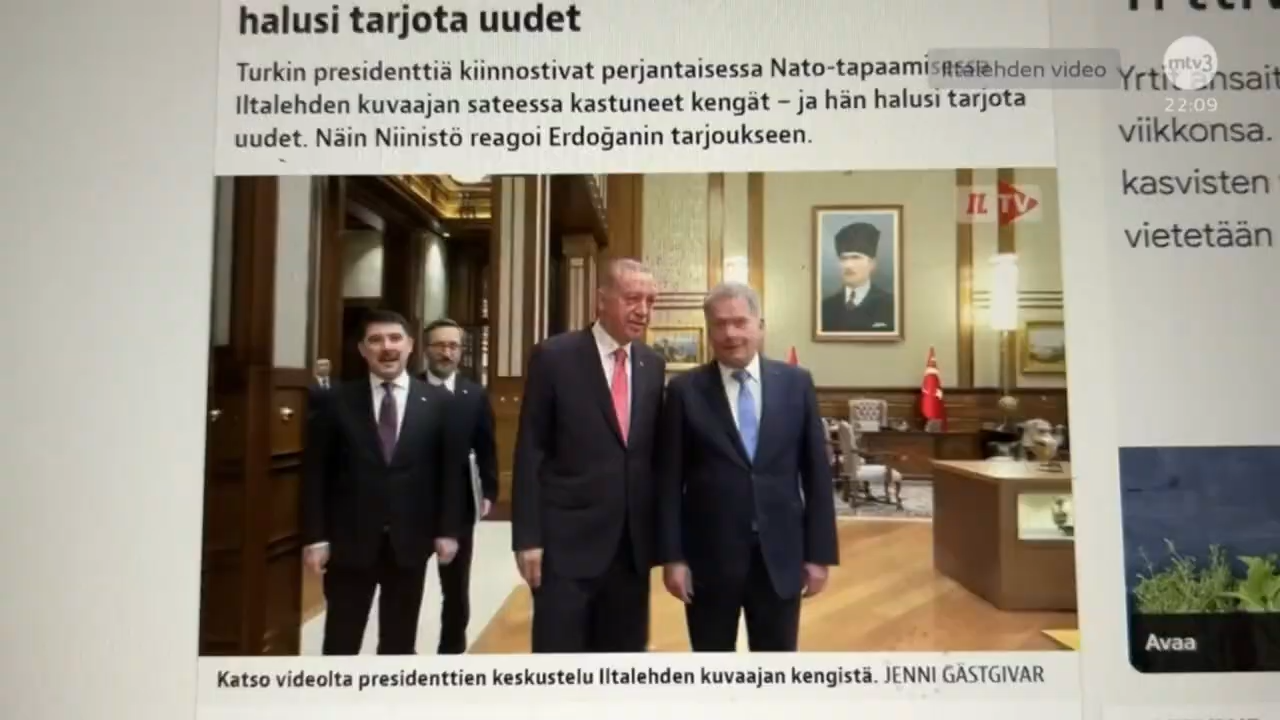 halusi tarjota uudet
Turkin presidenttiä kiinnostivat perjantaisessa Nato-tapaamisessa
Iltalehden kuvaajan sateessa kastuneet kengät – ja hän halusi tarjota
uudet. Näin Niinistö reagoi Erdoğanin tarjoukseen.
Iltalehden video
mtv3
22:09
viikkonsa.
kasvisten
vietetään
IL TV
Avaa
Katso videolta presidenttien keskustelu Iltalehden kuvaajan kengistä. JENNI GÄSTGIVAR